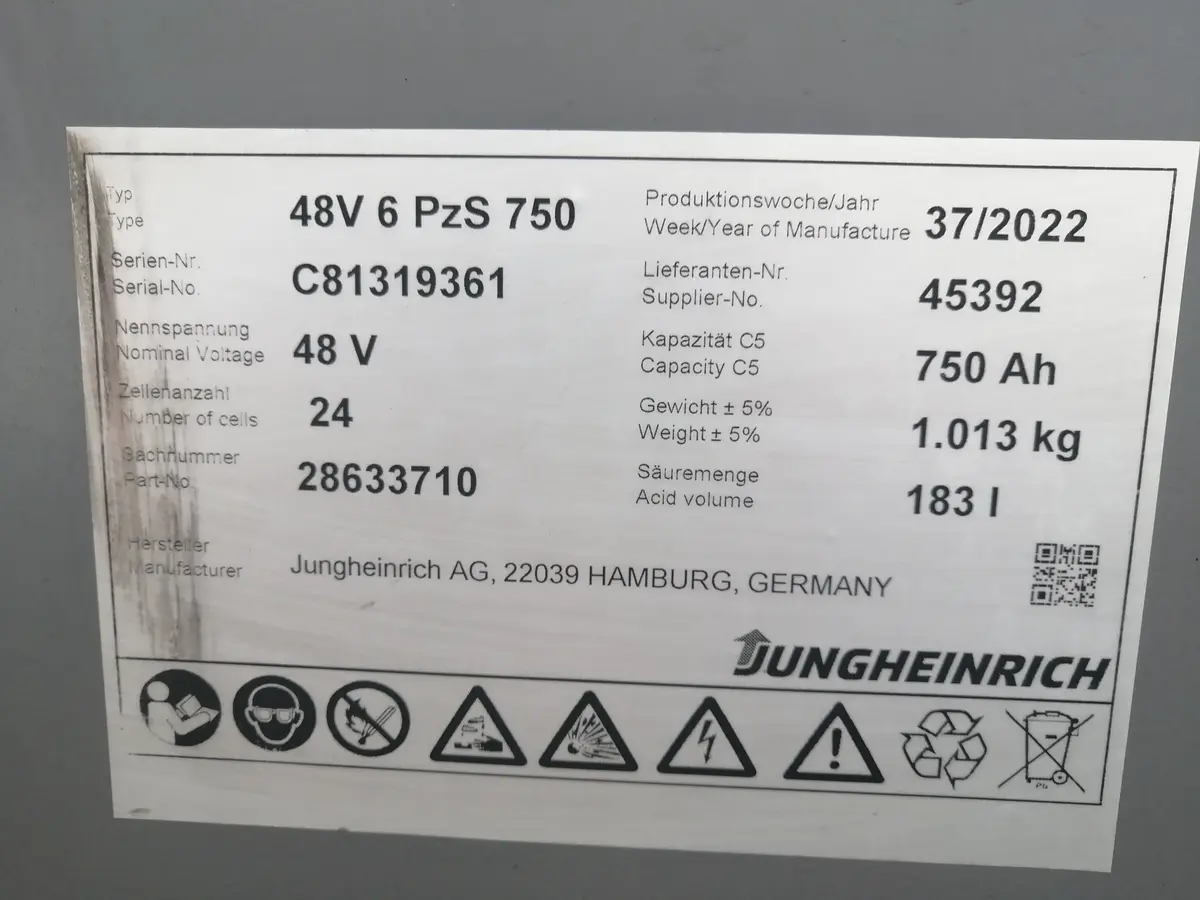 Typ
Type
48V 6 PzS 750
Serien-Nr.
Serial-No.
C81319361
Nennspannung
Nominal Voltage
48 V
Zellenanzahl
Number of cells
24
Sachnummer
Part-No.
28633710
Produktionswoche/Jahr
Week/Year of Manufacture
37/2022
Lieferanten-Nr.
Supplier-No.
45392
Kapazität C5
Capacity C5
750 Ah
Gewicht ± 5%
Weight ± 5%
1.013 kg
Säuremenge
Acid volume
183 l
Hersteller
Manufacturer
Jungheinrich AG, 22039 HAMBURG, GERMANY
JUNGHEINRICH
Pb